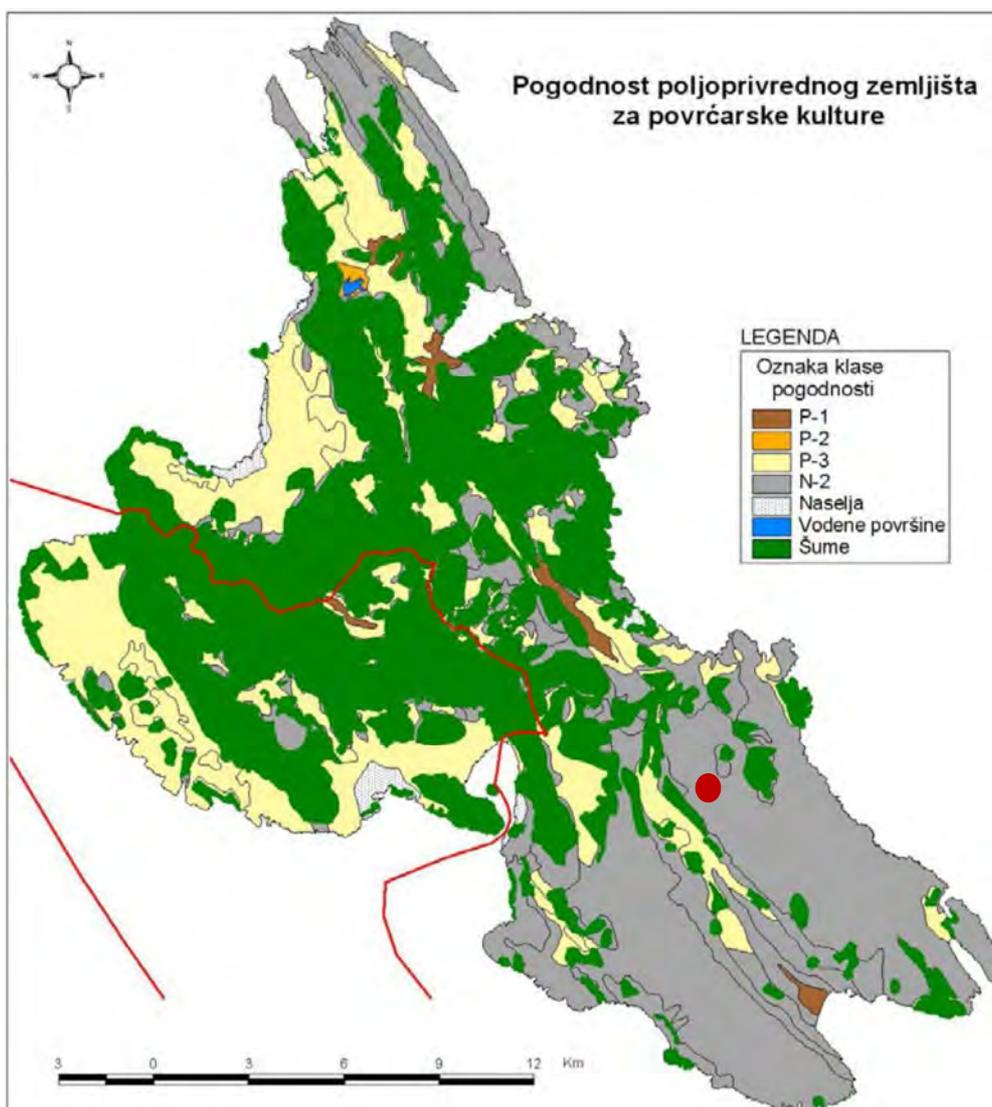 N
W
E
S
Pogodnost poljoprivrednog zemljišta
za povrćarske kulture
LEGENDA
Oznaka klase
pogodnosti
P-1
P-2
P-3
N-2
Naselja
Vodene površine
Šume
3 0 3 6 9 12 Km